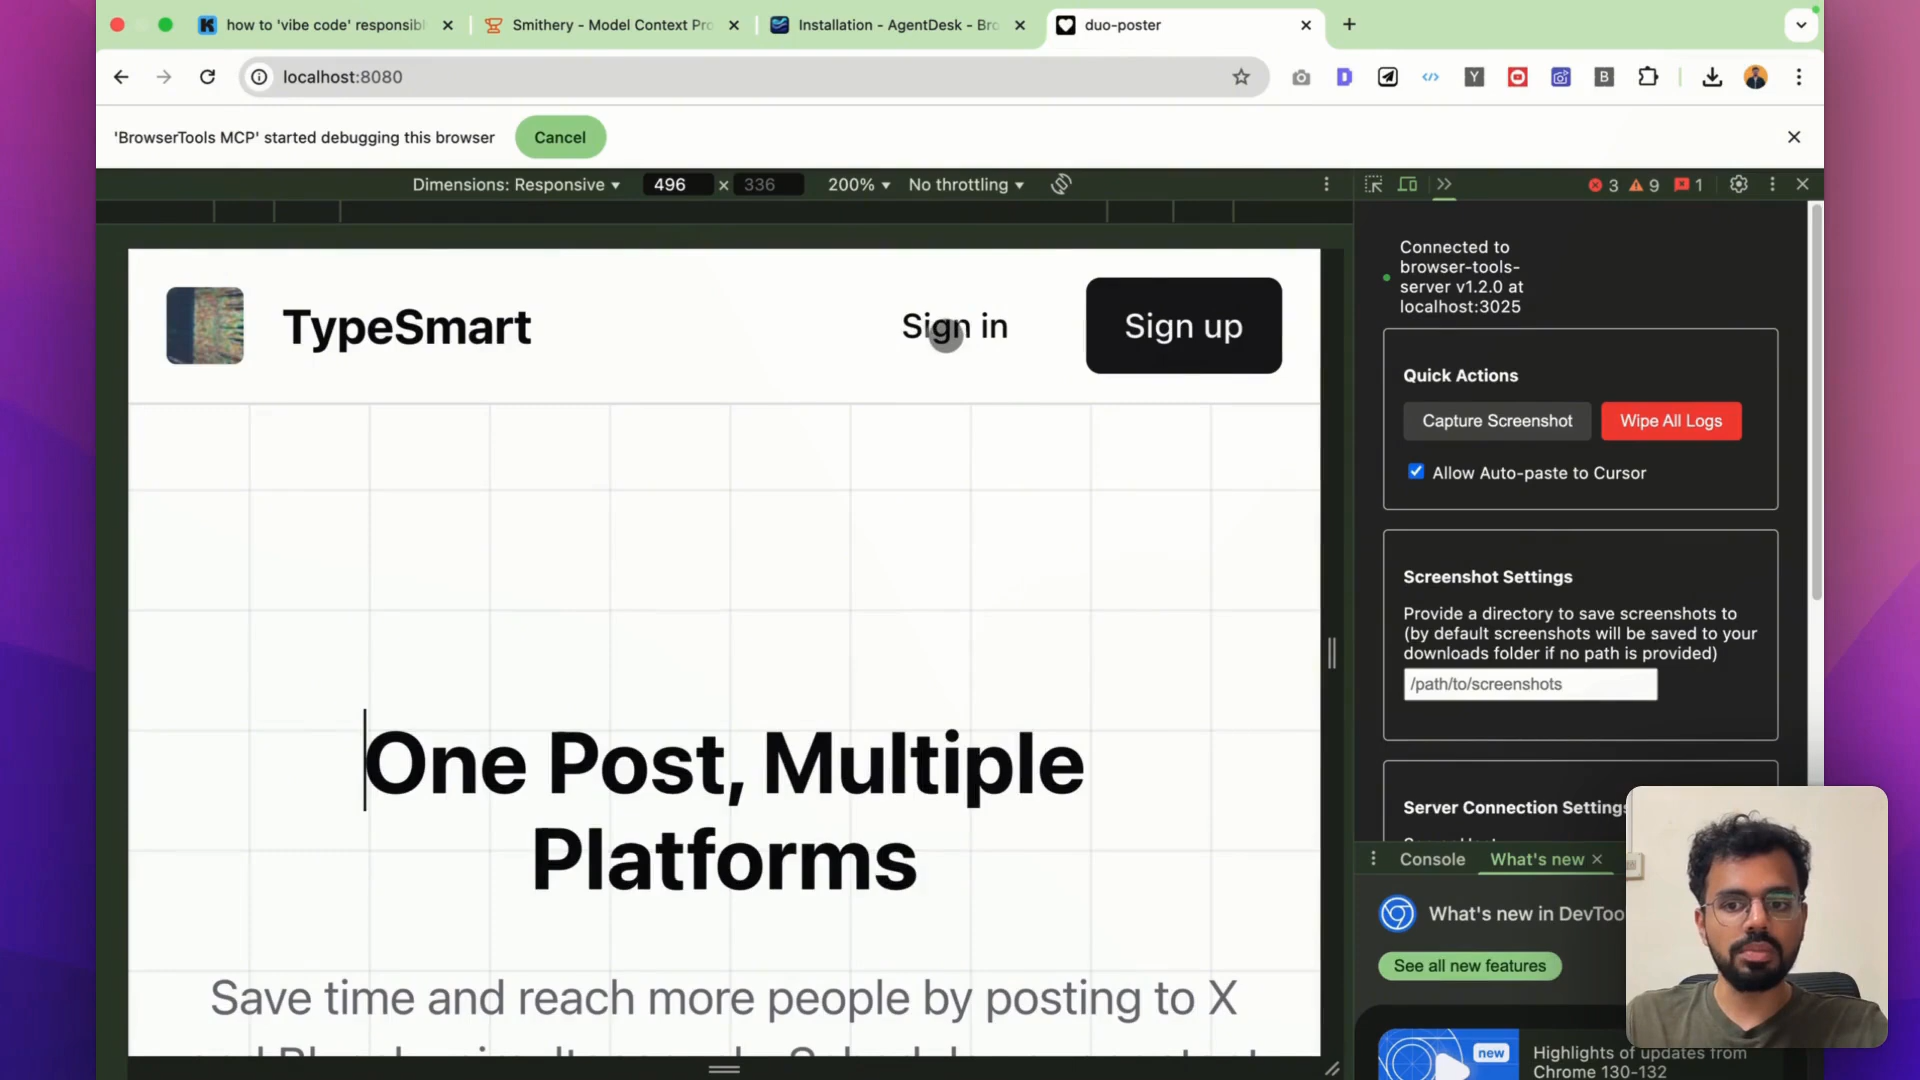 how to 'vibe code' responsibl
Smithery - Model Context Pro
Installation - AgentDesk - Bro
duo-poster
localhost:8080
'BrowserTools MCP' started debugging this browser
Cancel
Dimensions: Responsive
496 × 336
200%
No throttling
3
9
1
TypeSmart
Sign in
Sign up
One Post, Multiple
Platforms
Save time and reach more people by posting to X
Connected to
browser-tools-
server v1.2.0 at
localhost:3025
Quick Actions
Capture Screenshot
Wipe All Logs
Allow Auto-paste to Cursor
Screenshot Settings
Provide a directory to save screenshots to
(by default screenshots will be saved to your
downloads folder if no path is provided)
/path/to/screenshots
Server Connection Settings
Console
What's new
What's new in DevToo
See all new features
new
Highlights of updates from
Chrome 130-132